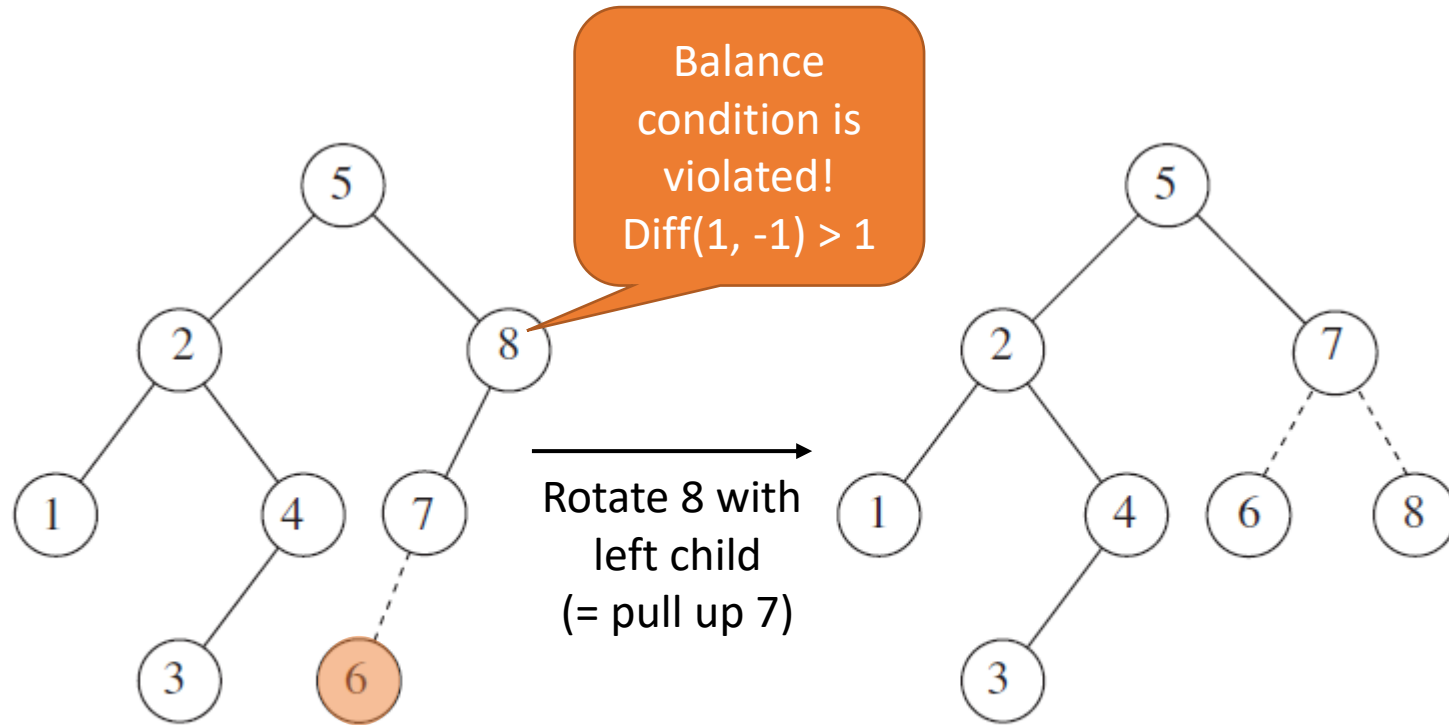 Balance
condition is
violated!
Diff(1, -1) > 1
5
2
8
1
4
7
3
6
Rotate 8 with
left child
(= pull up 7)
5
2
7
1
4
6
8
3